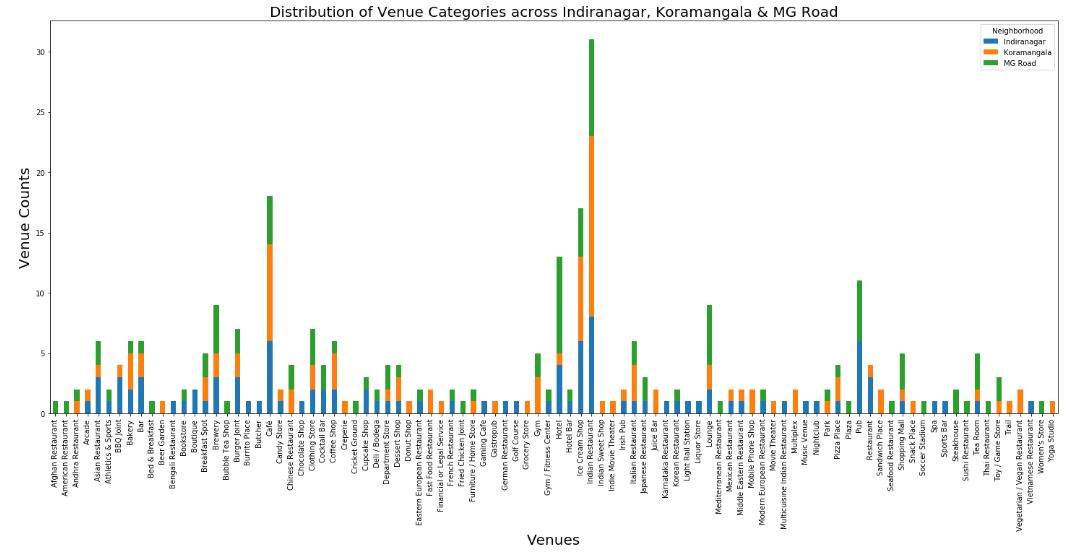 Distribution of Venue Categories across Indiranagar, Koramangala & MG Road
Neighborhood
Indiranagar
Koramangala
MG Road
Venue Counts
30
25
20
15
10
5
0
Afghan Restaurant
American Restaurant
Andhra Restaurant
Arcade
Asian Restaurant
Athletics & Sports
BBQ Joint
Bakery
Bar
Bed & Breakfast
Beer Garden
Bengali Restaurant
Bookstore
Boutique
Breakfast Spot
Brewery
Bubble Tea Shop
Burger Joint
Burrito Place
Butcher
Café
Candy Store
Chinese Restaurant
Chocolate Shop
Clothing Store
Cocktail Bar
Coffee Shop
Creperie
Cricket Ground
Cupcake Shop
Deli / Bodega
Department Store
Dessert Shop
Donut Shop
Eastern European Restaurant
Fast Food Restaurant
Financial or Legal Service
French Restaurant
Fried Chicken Joint
Furniture / Home Store
Gaming Cafe
Gastropub
German Restaurant
Golf Course
Grocery Store
Gym
Gym / Fitness Center
Hotel
Hotel Bar
Ice Cream Shop
Indian Restaurant
Indian Sweet Shop
Indie Movie Theater
Irish Pub
Italian Restaurant
Japanese Restaurant
Juice Bar
Karnataka Restaurant
Korean Restaurant
Light Rail Station
Liquor Store
Lounge
Mediterranean Restaurant
Mexican Restaurant
Middle Eastern Restaurant
Mobile Phone Shop
Modern European Restaurant
Movie Theater
Multicuisine Indian Restaurant
Multiplex
Music Venue
Nightclub
Park
Pizza Place
Plaza
Pub
Restaurant
Sandwich Place
Seafood Restaurant
Shopping Mall
Snack Place
Soccer Stadium
Spa
Sports Bar
Steakhouse
Sushi Restaurant
Tea Room
Thai Restaurant
Toy / Game Store
Trail
Vegetarian / Vegan Restaurant
Vietnamese Restaurant
Women's Store
Yoga Studio
Venues